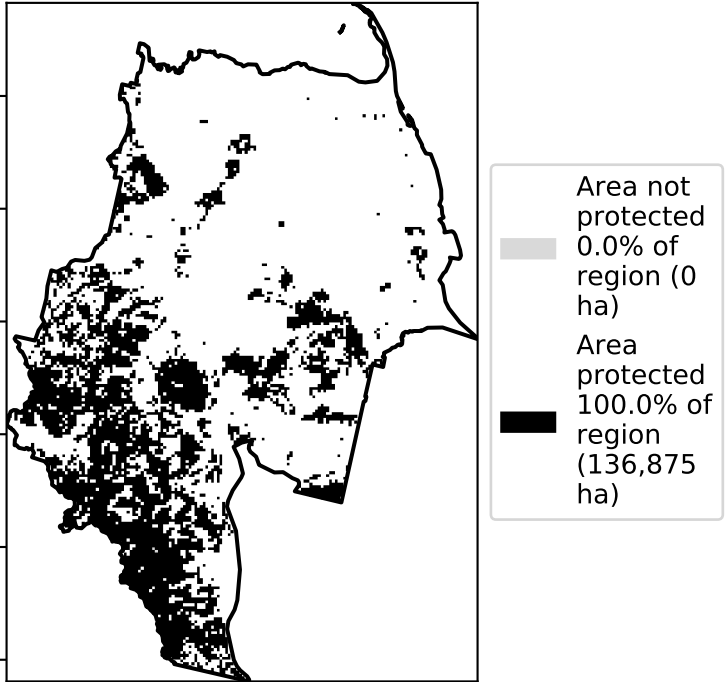 Area not
protected
0.0% of
region (0
ha)
Area
protected
100.0% of
region
(136,875
ha)